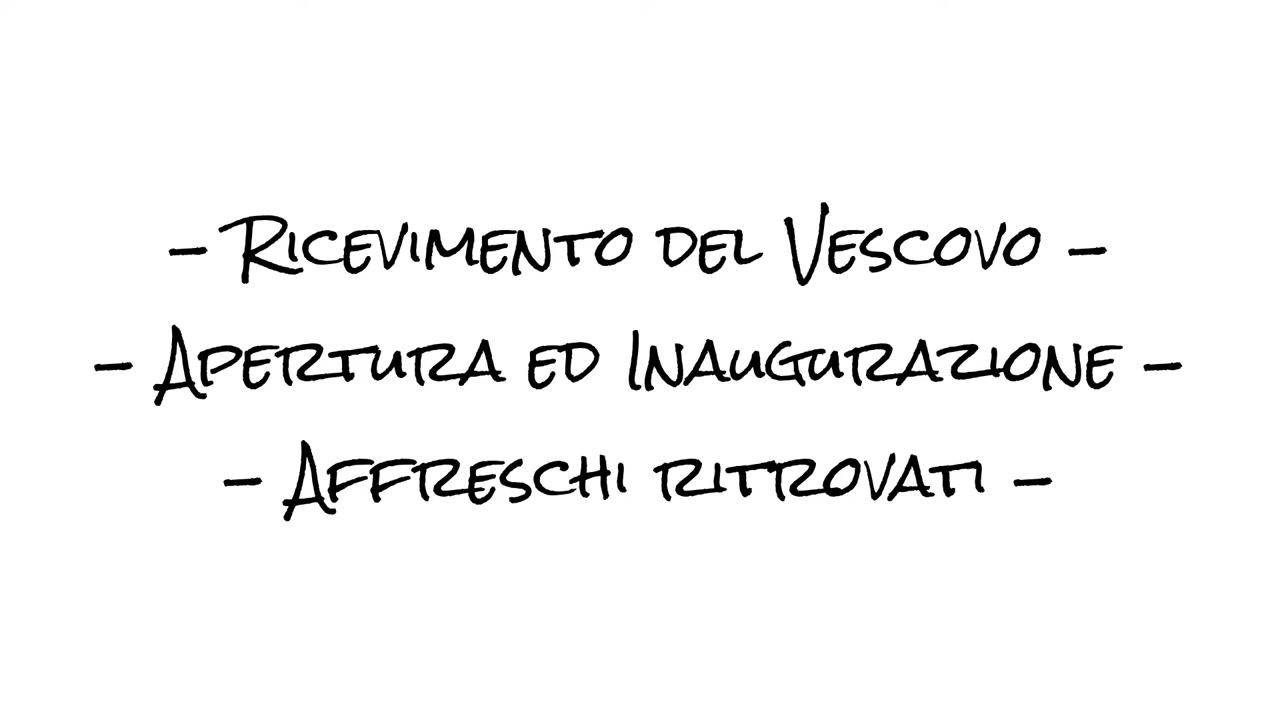 - Ricevimento del Vescovo -
- Apertura ed Inaugurazione -
- Affreschi ritrovati -